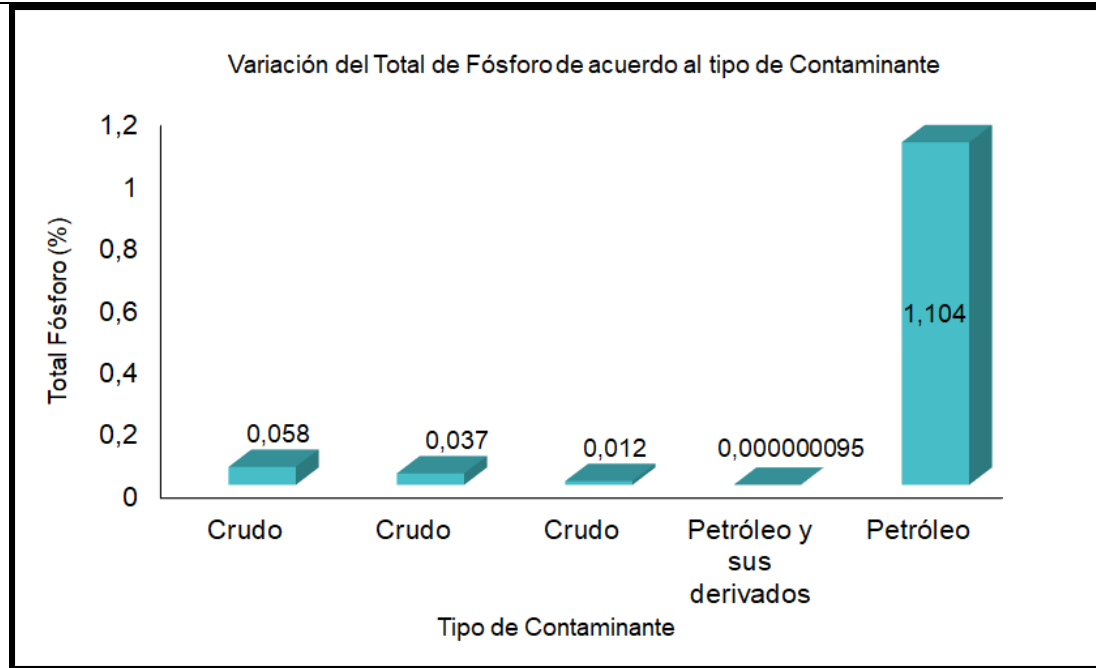 Variación del Total de Fósforo de acuerdo al tipo de Contaminante
1,2
1
0,8
0,6
0,4
0,2
0
Total Fósforo (%)
0,058
0,037
0,012
0,000000095
1,104
Crudo
Crudo
Crudo
Petróleo y
sus
derivados
Petróleo
Tipo de Contaminante